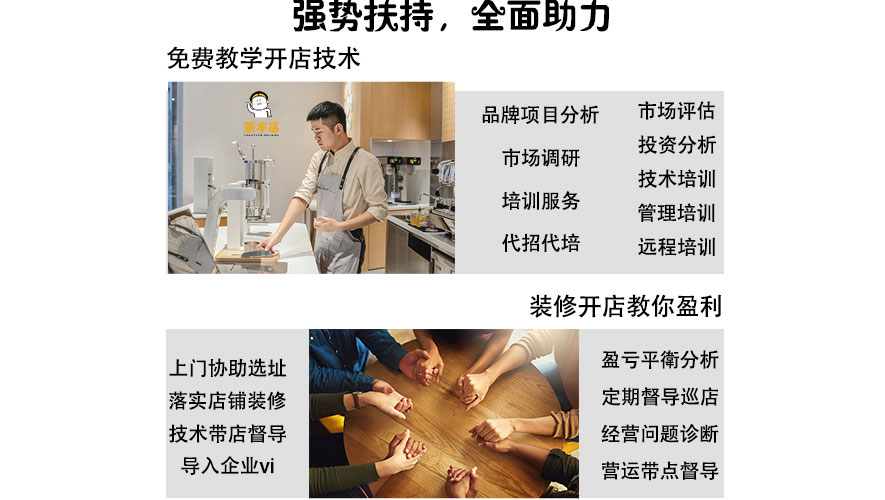 强势扶持，全面助力
免费教学开店技术
茶本道
品牌项目分析
市场调研
培训服务
代招代培
市场评估
投资分析
技术培训
管理培训
远程培训
装修开店教你盈利
上门协助选址
落实店铺装修
技术带店督导
导入企业vi
盈亏平衡分析
定期督导巡店
经营问题诊断
营运带点督导